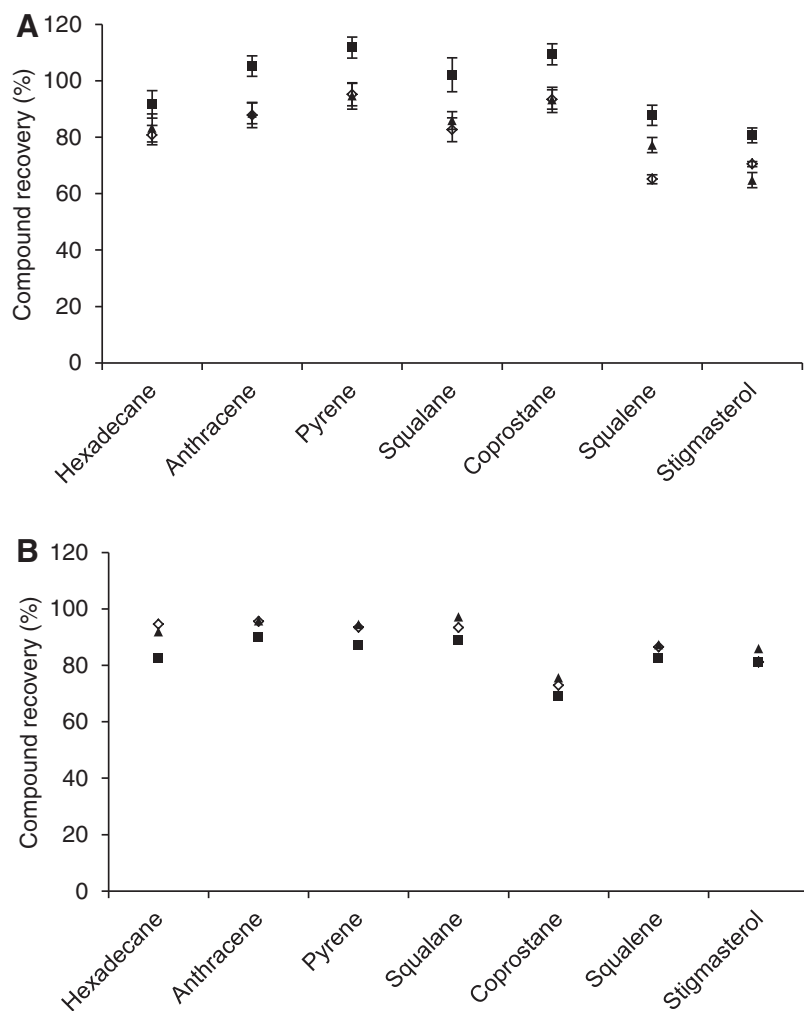 A
120
100
80
60
40
20
0
Compound recovery (%)
Hexadecane
Anthracene
Pyrene
Squalane
Coprostane
Squalene
Stigmasterol
B
120
100
80
60
40
20
0
Compound recovery (%)
Hexadecane
Anthracene
Pyrene
Squalane
Coprostane
Squalene
Stigmasterol